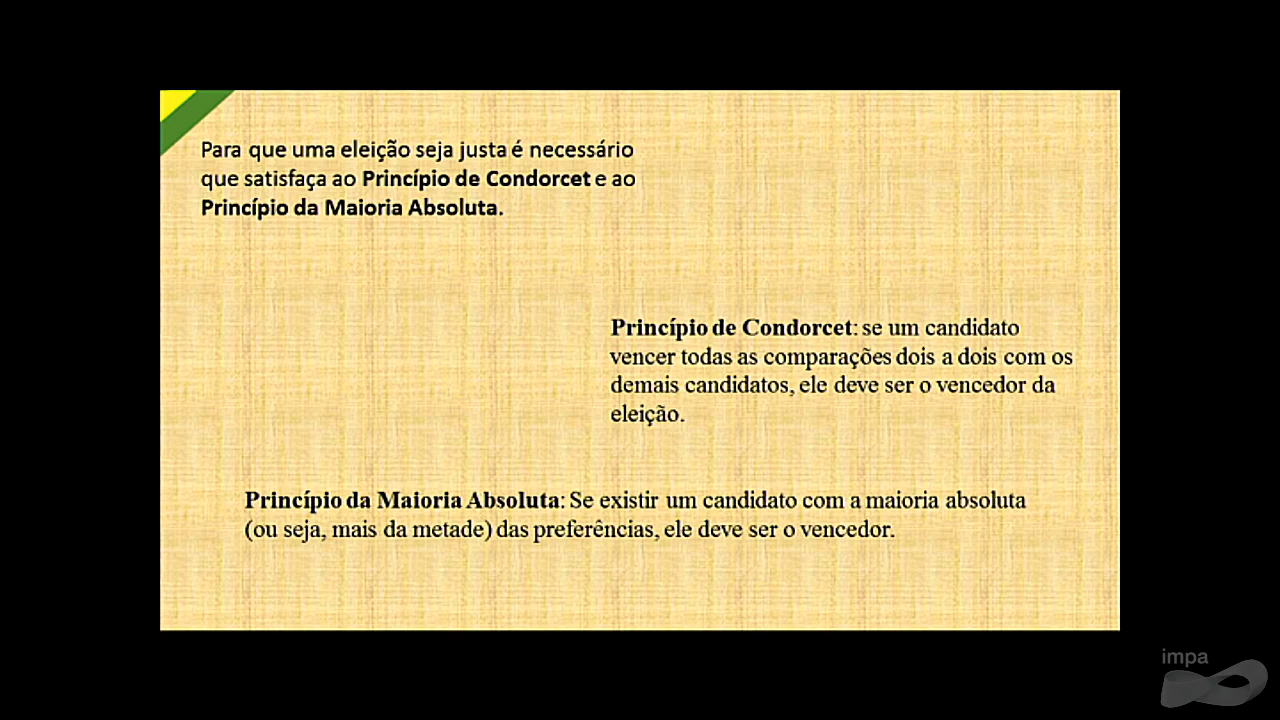 Para que uma eleição seja justa é necessário
que satisfaça ao Princípio de Condorcet e ao
Princípio da Maioria Absoluta.
Princípio de Condorcet: se um candidato
vencer todas as comparações dois a dois com os
demais candidatos, ele deve ser o vencedor da
eleição.
Princípio da Maioria Absoluta: Se existir um candidato com a maioria absoluta
(ou seja, mais da metade) das preferências, ele deve ser o vencedor.
impa